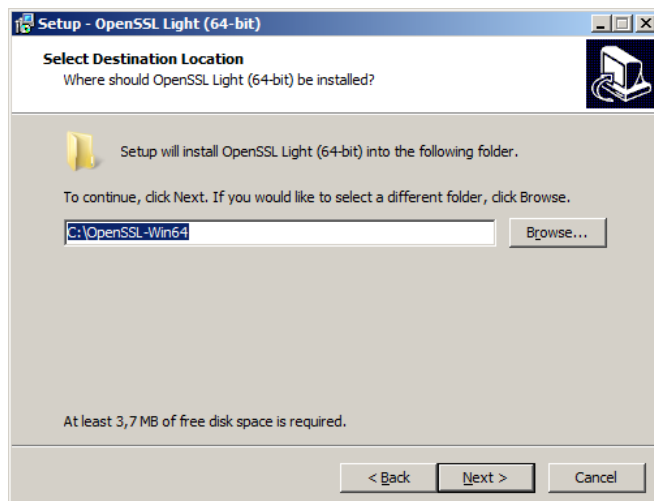 Setup - OpenSSL Light (64-bit)
Select Destination Location
Where should OpenSSL Light (64-bit) be installed?
Setup will install OpenSSL Light (64-bit) into the following folder.
To continue, click Next. If you would like to select a different folder, click Browse.
C:\OpenSSL-Win64
Browse...
At least 3,7 MB of free disk space is required.
< Back Next > Cancel